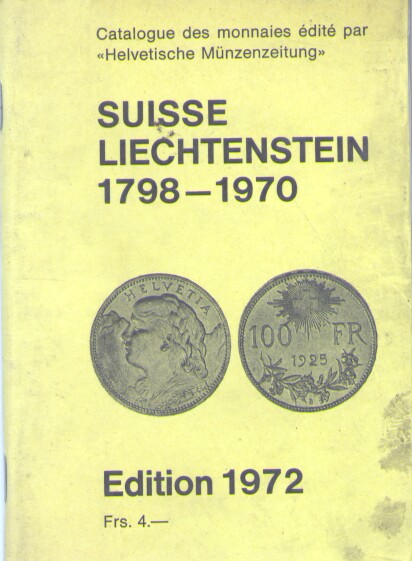 Catalogue des monnaies édité par
«Helvetische Münzenzeitung»
SUISSE
LIECHTENSTEIN
1798—1970
HELVETIA
100 FR
1925
B
Edition 1972
Frs. 4.—